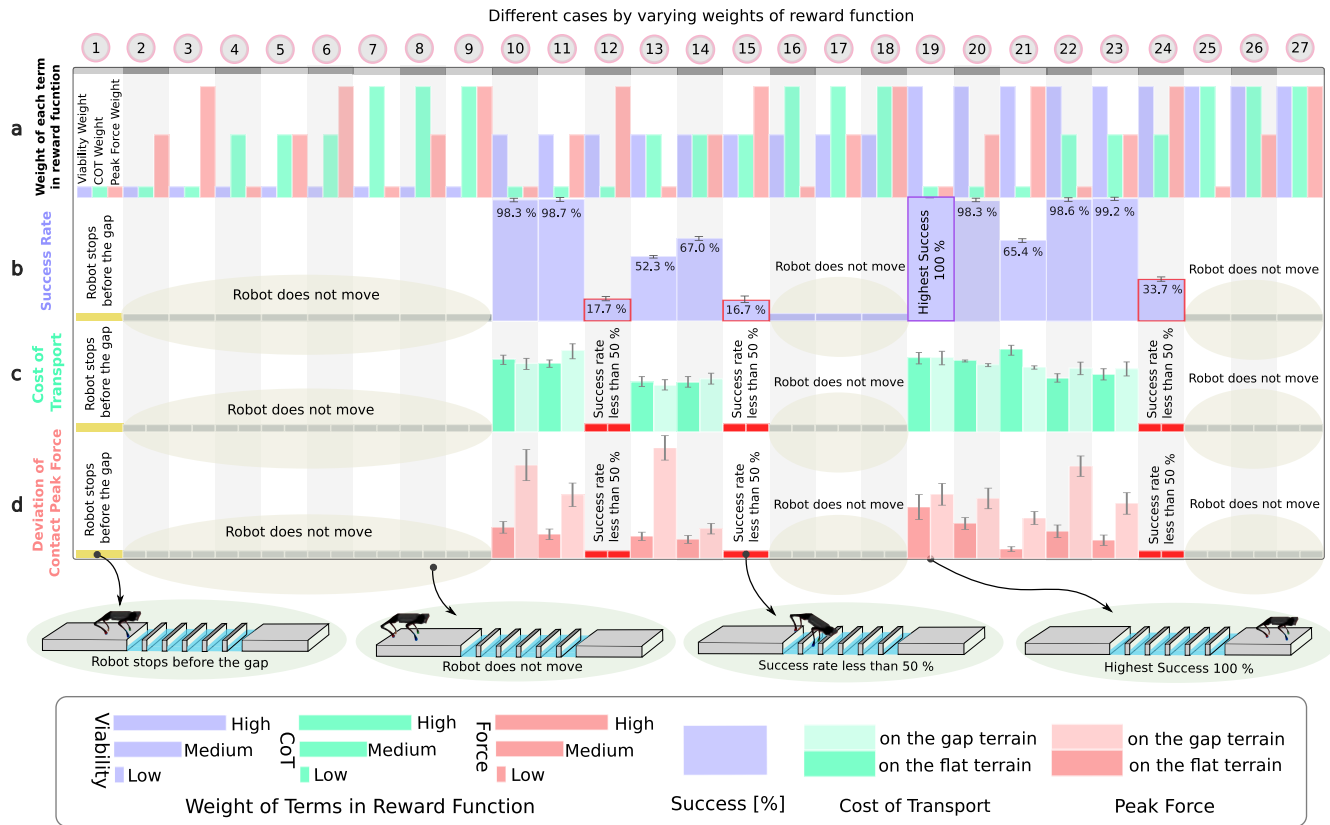 Different cases by varying weights of reward function
1 2 3 4 5 6 7 8 9 10 11 12 13 14 15 16 17 18 19 20 21 22 23 24 25 26 27
a
Weight of each term
in reward fucntion
Viability Weight
COT Weight
Peak Force Weight
b
Success Rate
Robot stops
before the gap
Robot does not move
98.3 %
98.7 %
17.7 %
52.3 %
67.0 %
16.7 %
Robot does not move
Highest Success
100 %
98.3 %
65.4 %
98.6 %
99.2 %
33.7 %
Robot does not move
c
Cost of
Transport
Robot stops
before the gap
Robot does not move
Success rate
less than 50 %
Success rate
less than 50 %
Robot does not move
Success rate
less than 50 %
Robot does not move
d
Deviation of
Contact Peak Force
Robot stops
before the gap
Robot does not move
Success rate
less than 50 %
Success rate
less than 50 %
Robot does not move
Success rate
less than 50 %
Robot does not move
Robot stops before the gap
Robot does not move
Success rate less than 50 %
Highest Success 100 %
Viability
High
Medium
Low
CoT
High
Medium
Low
Force
High
Medium
Low
Weight of Terms in Reward Function
Success [%]
on the gap terrain
on the flat terrain
Cost of Transport
on the gap terrain
on the flat terrain
Peak Force